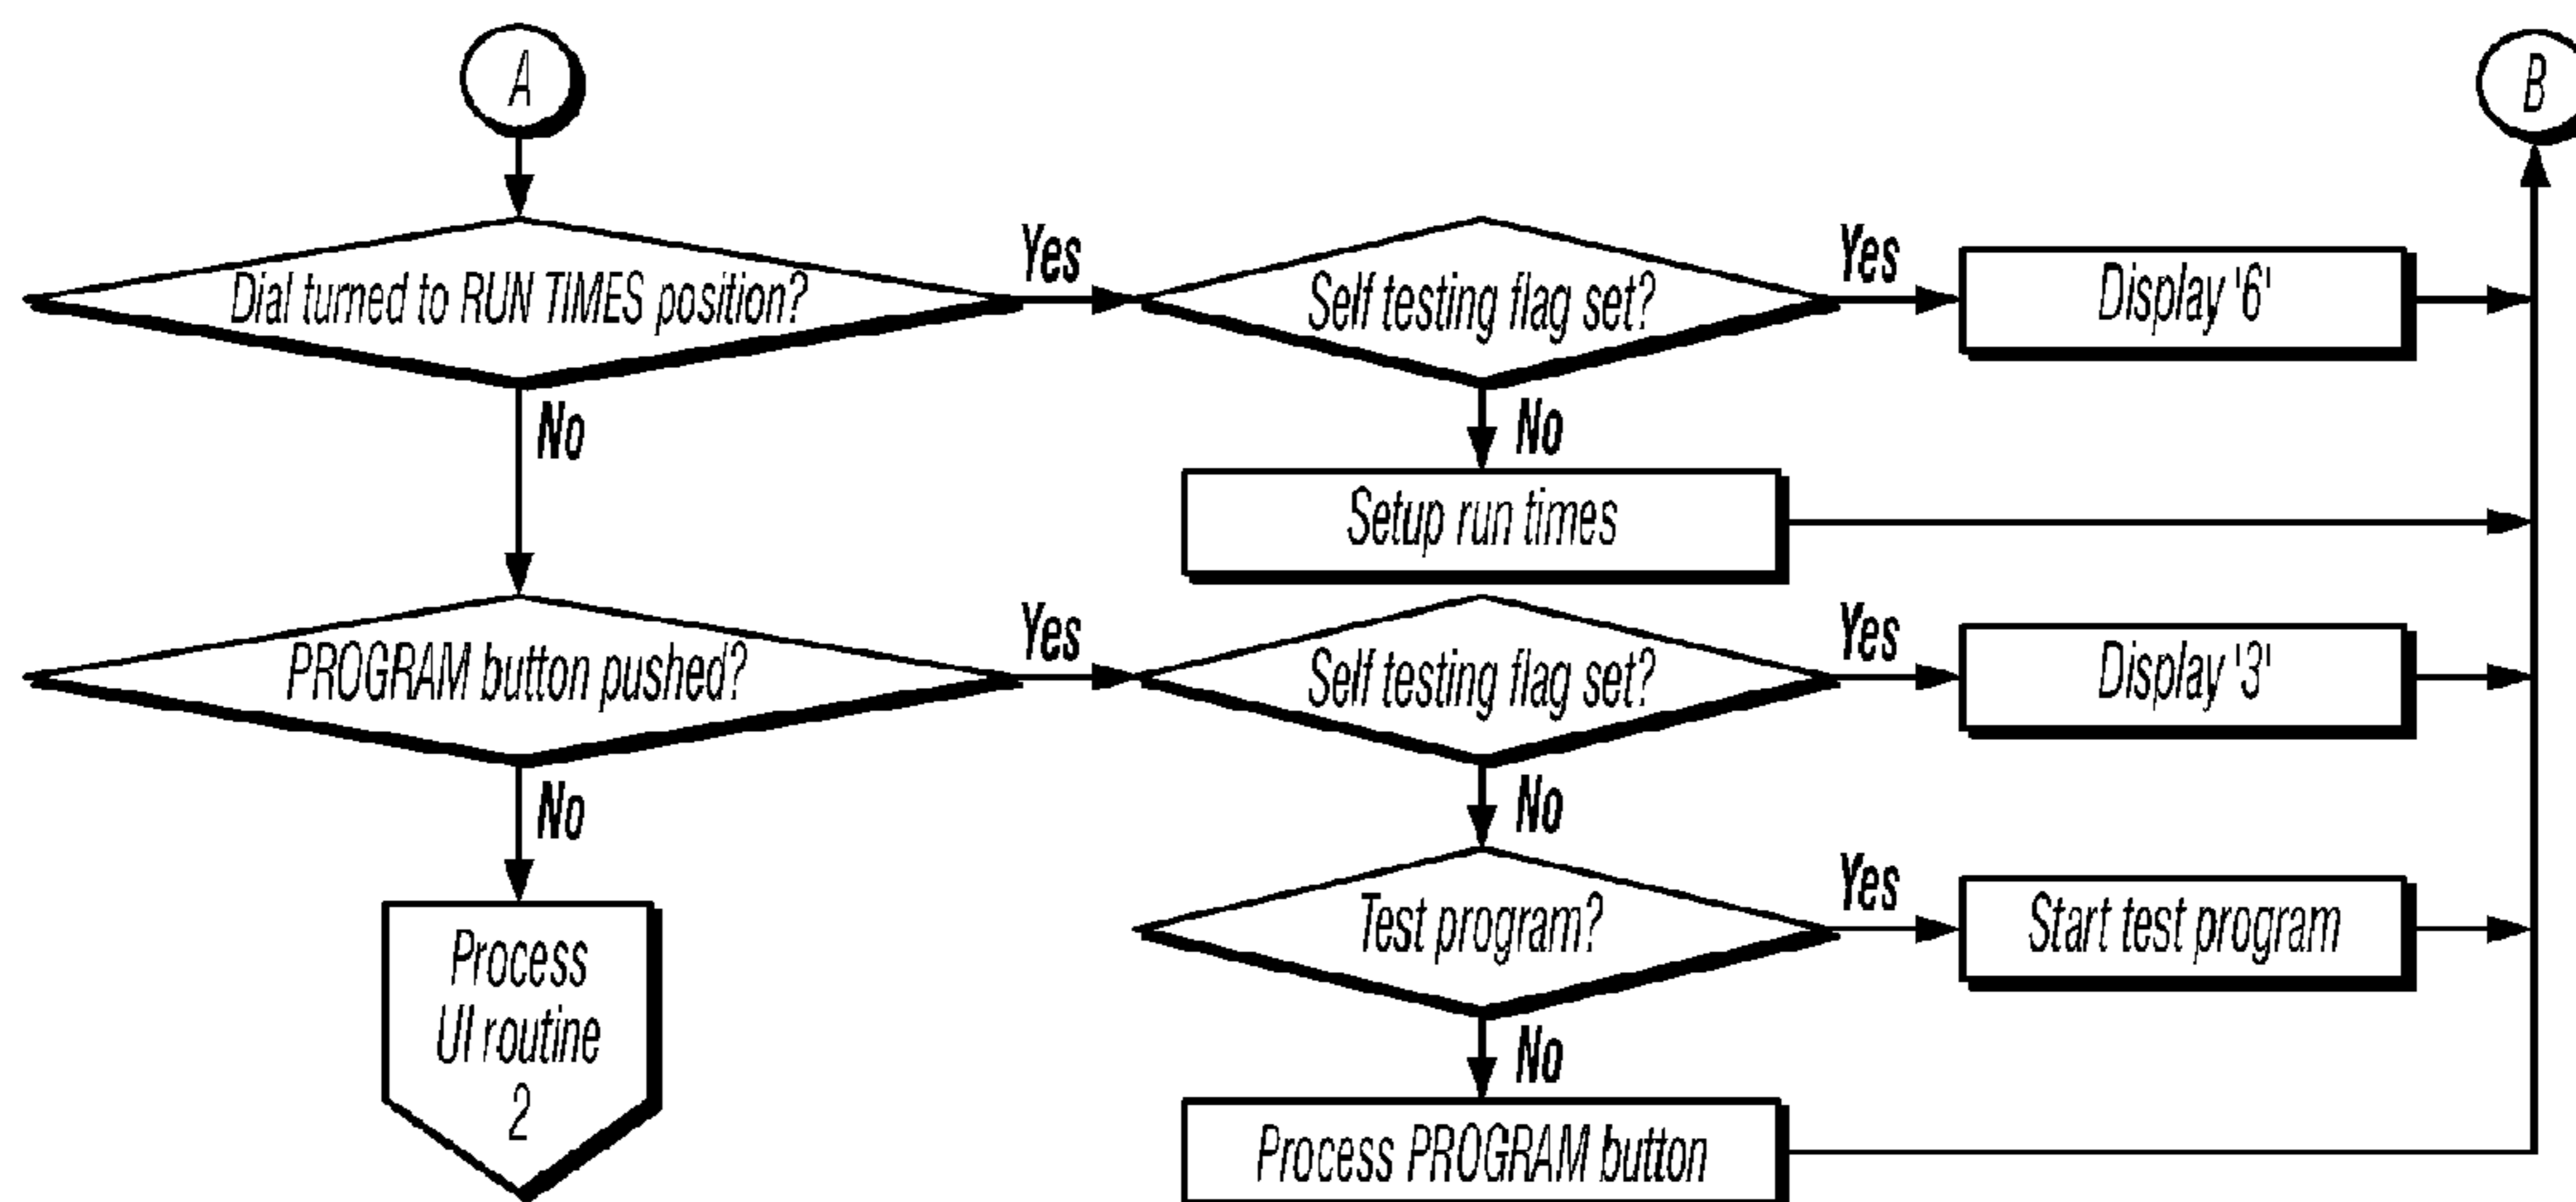 A
B
Dial turned to RUN TIMES position?
Yes
Self testing flag set?
Yes
Display '6'
No
No
Setup run times
PROGRAM button pushed?
Yes
Self testing flag set?
Yes
Display '3'
No
No
Test program?
Yes
Start test program
Process
UI routine
2
No
Process PROGRAM button